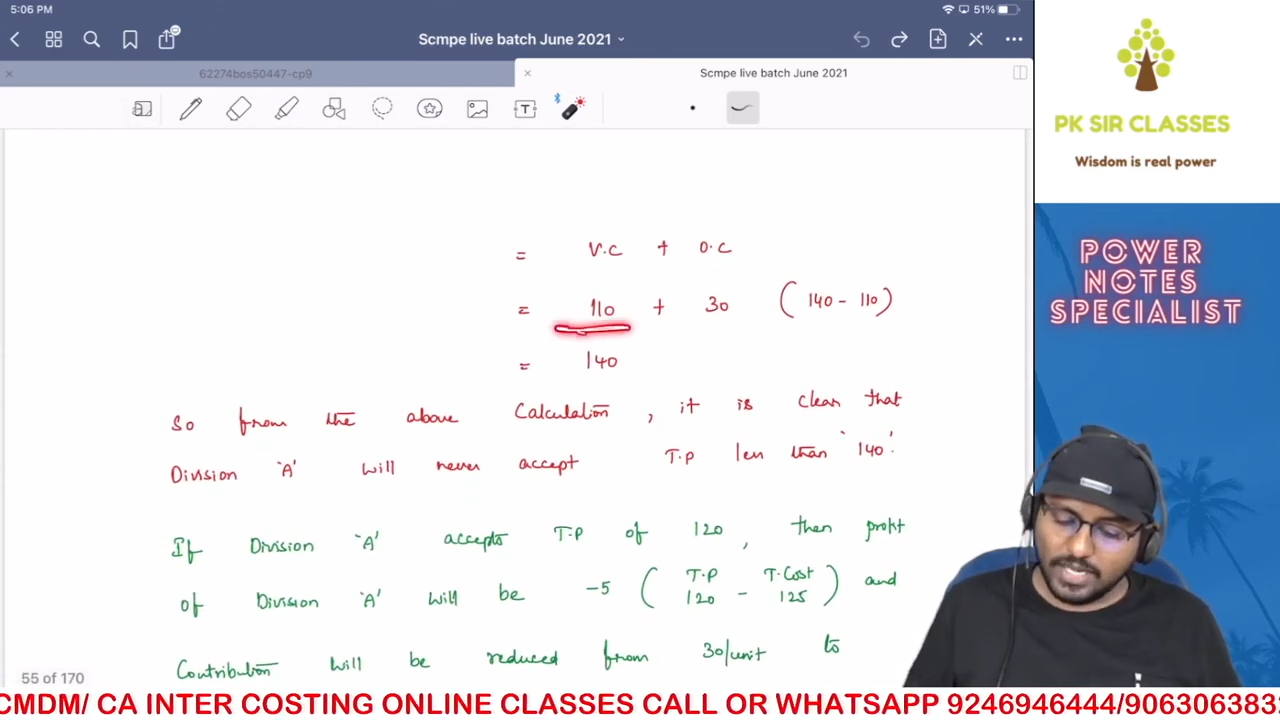 5:06 PM
51%
Scmpe live batch June 2021
62274bos50447-cp9
Scmpe live batch June 2021
= V.C + O.C
= 110 + 30 (140 - 110)
= 140
So from the above Calculation, it is clear that
Division 'A' will never accept T.P less than '140'.
If Division 'A' accepts T.P of 120, then profit
of Division 'A' will be -5 (T.P 120 - T.Cost 125) and
Contribution will be reduced from 30/unit to
55 of 170
PK SIR CLASSES
Wisdom is real power
POWER
NOTES
SPECIALIST
CMDM/ CA INTER COSTING ONLINE CLASSES CALL OR WHATSAPP 9246946444/906306383